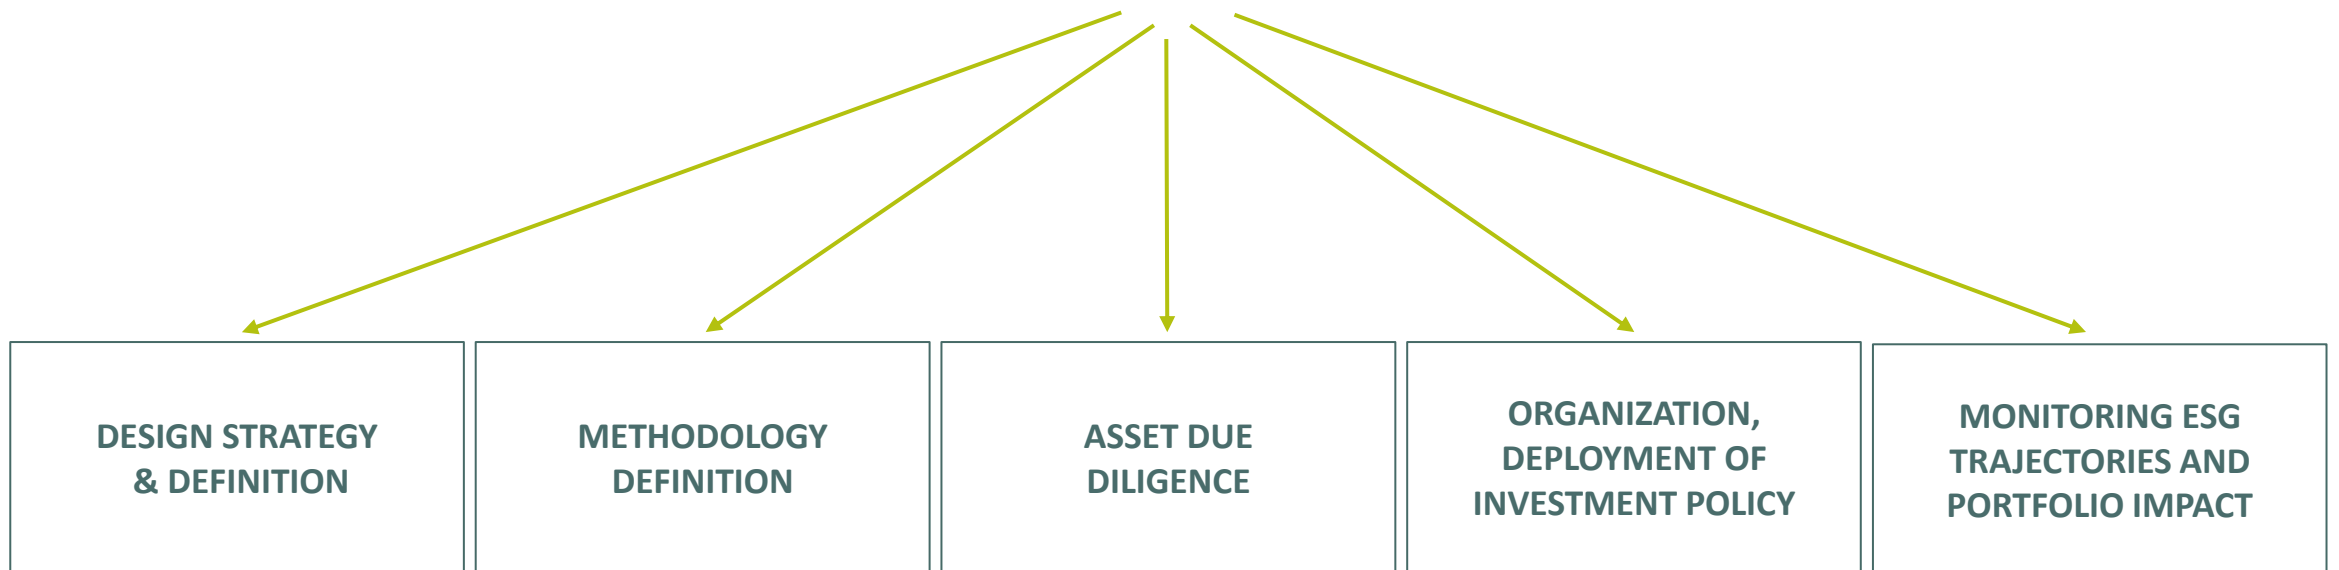 DESIGN STRATEGY
& DEFINITION
METHODOLOGY
DEFINITION
ASSET DUE
DILIGENCE
ORGANIZATION,
DEPLOYMENT OF
INVESTMENT POLICY
MONITORING ESG
TRAJECTORIES AND
PORTFOLIO IMPACT